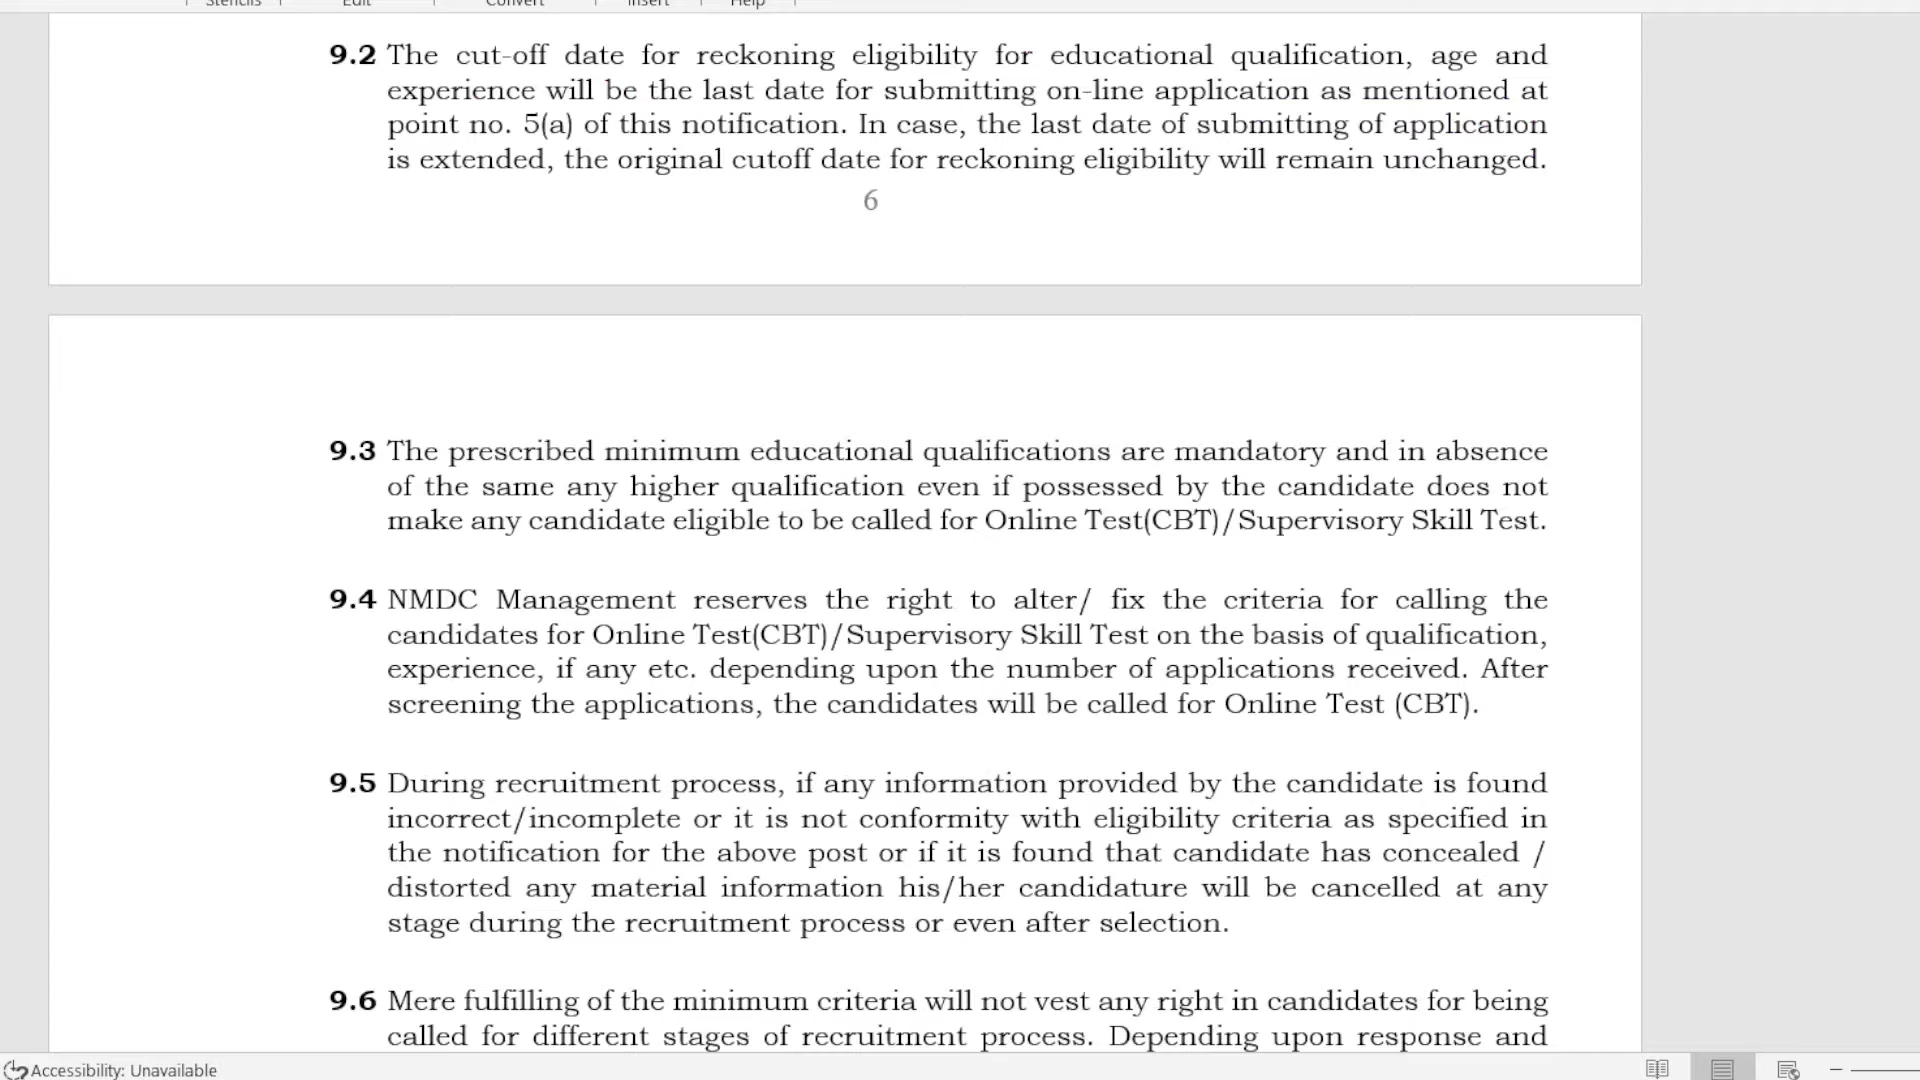 Stencils Edit Convert Insert Help
9.2 The cut-off date for reckoning eligibility for educational qualification, age and
experience will be the last date for submitting on-line application as mentioned at
point no. 5(a) of this notification. In case, the last date of submitting of application
is extended, the original cutoff date for reckoning eligibility will remain unchanged.
6
9.3 The prescribed minimum educational qualifications are mandatory and in absence
of the same any higher qualification even if possessed by the candidate does not
make any candidate eligible to be called for Online Test(CBT)/Supervisory Skill Test.
9.4 NMDC Management reserves the right to alter/ fix the criteria for calling the
candidates for Online Test(CBT)/Supervisory Skill Test on the basis of qualification,
experience, if any etc. depending upon the number of applications received. After
screening the applications, the candidates will be called for Online Test (CBT).
9.5 During recruitment process, if any information provided by the candidate is found
incorrect/incomplete or it is not conformity with eligibility criteria as specified in
the notification for the above post or if it is found that candidate has concealed /
distorted any material information his/her candidature will be cancelled at any
stage during the recruitment process or even after selection.
9.6 Mere fulfilling of the minimum criteria will not vest any right in candidates for being
called for different stages of recruitment process. Depending upon response and
Accessibility: Unavailable